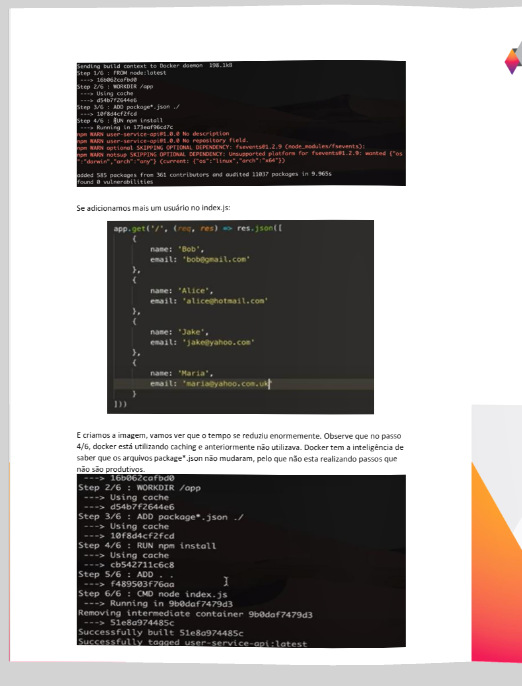 Sending build context to Docker daemon  198.1kB
Step 1/6 : FROM node:latest
 ---> 16b062cafbd0
Step 2/6 : WORKDIR /app
 ---> Using cache
 ---> d54b7f2644e6
Step 3/6 : ADD package*.json ./
 ---> 10f8d4cf2fcd
Step 4/6 : RUN npm install
 ---> Running in 173eaf96cd7c
npm WARN user-service-api@1.0.0 No description
npm WARN user-service-api@1.0.0 No repository field.
npm WARN optional SKIPPING OPTIONAL DEPENDENCY: fsevents@1.2.9 (node_modules/fsevents):
npm WARN notsup SKIPPING OPTIONAL DEPENDENCY: Unsupported platform for fsevents@1.2.9: wanted {"os
":"darwin","arch":"any"} (current: {"os":"linux","arch":"x64"})
added 585 packages from 361 contributors and audited 11037 packages in 9.965s
found 0 vulnerabilities
Se adicionamos mais um usuário no index.js:
app.get('/', (req, res) => res.json([
{
name: 'Bob',
email: 'bob@gmail.com'
},
{
name: 'Alice',
email: 'alice@hotmail.com'
},
{
name: 'Jake',
email: 'jake@yahoo.com'
},
{
name: 'Maria',
email: 'maria@yahoo.com.uk'
}
]))
E criamos a imagem, vamos ver que o tempo se reduziu enormemente. Observe que no passo
4/6, docker está utilizando caching e anteriormente não utilizava. Docker tem a inteligência de
saber que os arquivos package*.json não mudaram, pelo que não esta realizando passos que
não são produtivos.
---> 16b062cafbd0
Step 2/6 : WORKDIR /app
---> Using cache
---> d54b7f2644e6
Step 3/6 : ADD package*.json ./
---> Using cache
---> 10f8d4cf2fcd
Step 4/6 : RUN npm install
---> Using cache
---> cb542711c6c8
Step 5/6 : ADD . .
---> f489503f76aa
Step 6/6 : CMD node index.js
---> Running in 9b0daf7479d3
Removing intermediate container 9b0daf7479d3
---> 51e8a974485c
Successfully built 51e8a974485c
Successfully tagged user-service-api:latest